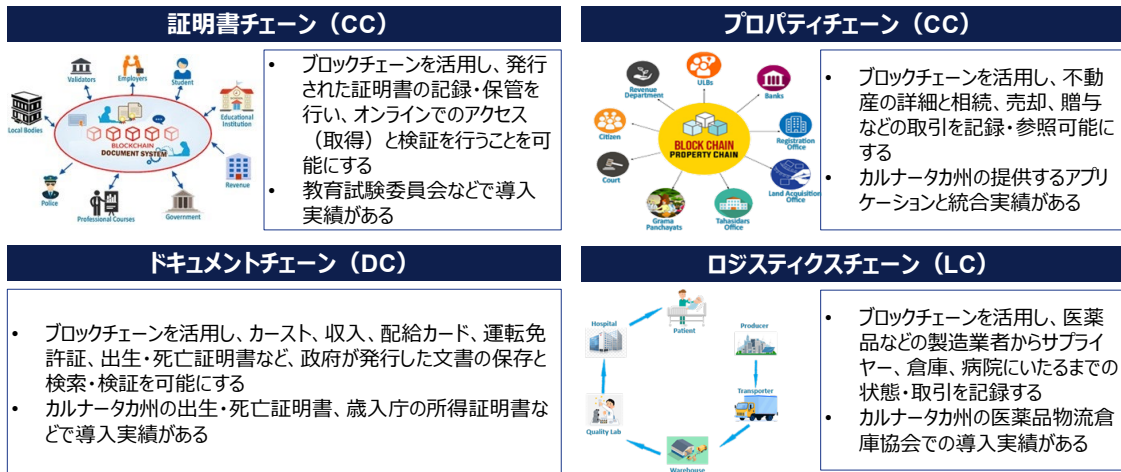 証明書チェーン（CC）
Validators
Employers
Student
Local Bodies
Educational Institution
BLOCKCHAIN
DOCUMENT SYSTEM
Police
Professional Courses
Government
Revenue
• ブロックチェーンを活用し、発行
された証明書の記録・保管を
行い、オンラインでのアクセス
（取得）と検証を行うことを可
能にする
• 教育試験委員会などで導入
実績がある
プロパティチェーン（CC）
Revenue
Department
ULBs
Banks
Citizen
Registration
Office
BLOCK CHAIN
PROPERTY CHAIN
Court
Land Acquisition
Office
Grama
Panchayats
Tahasildars
Office
• ブロックチェーンを活用し、不動
産の詳細と相続、売却、贈与
などの取引を記録・参照可能に
する
• カルナータカ州の提供するアプリ
ケーションと統合実績がある
ドキュメントチェーン（DC）
• ブロックチェーンを活用し、カースト、収入、配給カード、運転免
許証、出生・死亡証明書など、政府が発行した文書の保存と
検索・検証を可能にする
• カルナータカ州の出生・死亡証明書、歳入庁の所得証明書な
どで導入実績がある
ロジスティクスチェーン（LC）
Hospital
Patient
Producer
Transporter
Quality Lab
Warehouse
• ブロックチェーンを活用し、医薬
品などの製造業者からサプライ
ヤー、倉庫、病院にいたるまでの
状態・取引を記録する
• カルナータカ州の医薬品物流倉
庫協会での導入実績がある